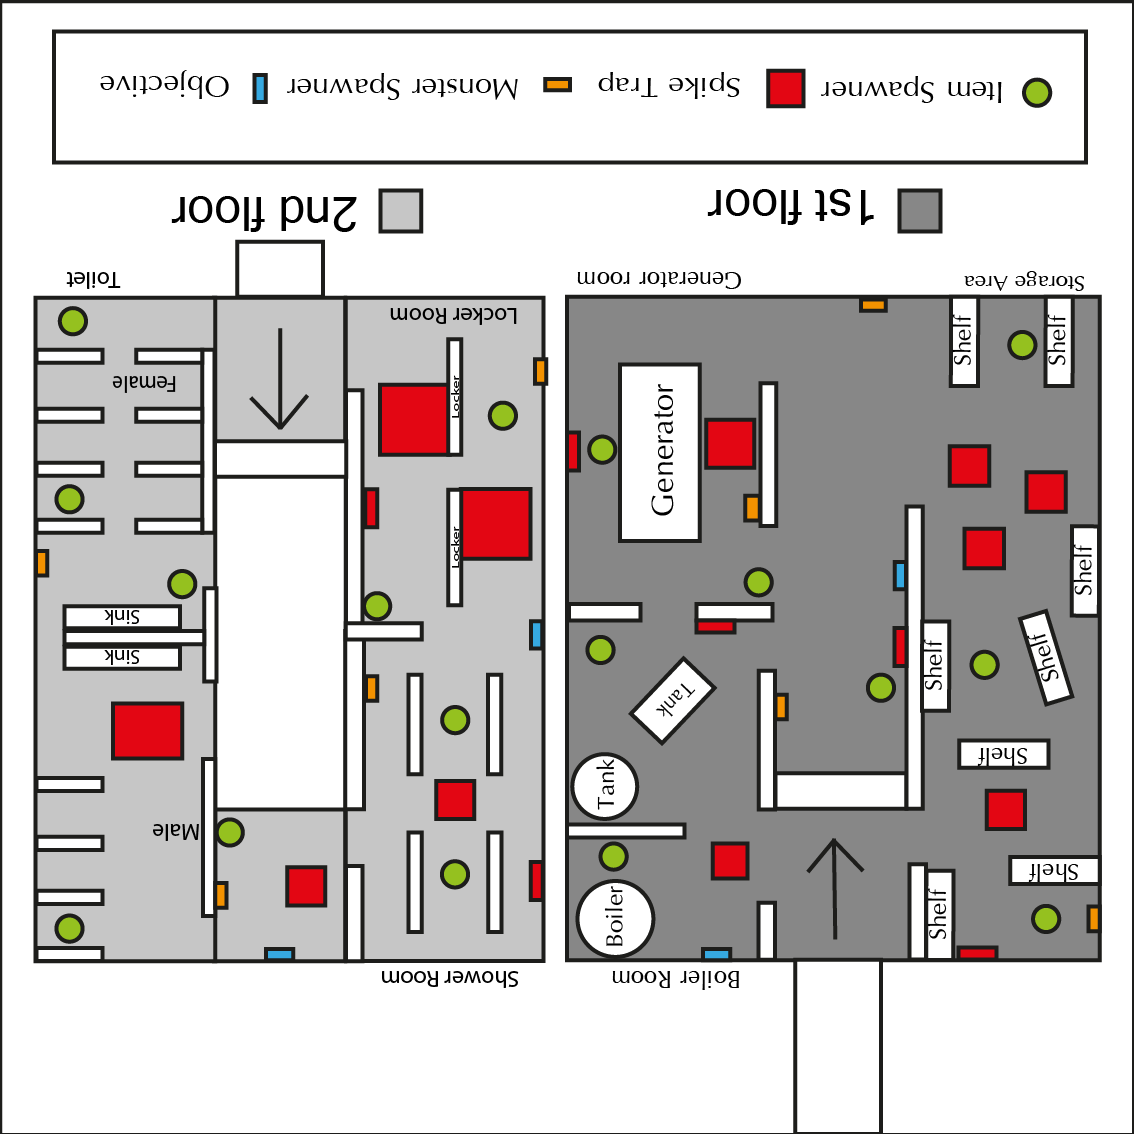 Boiler Room
Shower Room
Shelf
Boiler
Shelf
Male
Tank
Shelf
Tank
Shelf
Shelf
Sink
Sink
Shelf
Locker
Generator
Locker
Female
Shelf
Shelf
Locker Room
Storage Area
Generator room
Toilet
1st floor
2nd floor
Item Spawner
Spike Trap
Monster Spawner
Objective